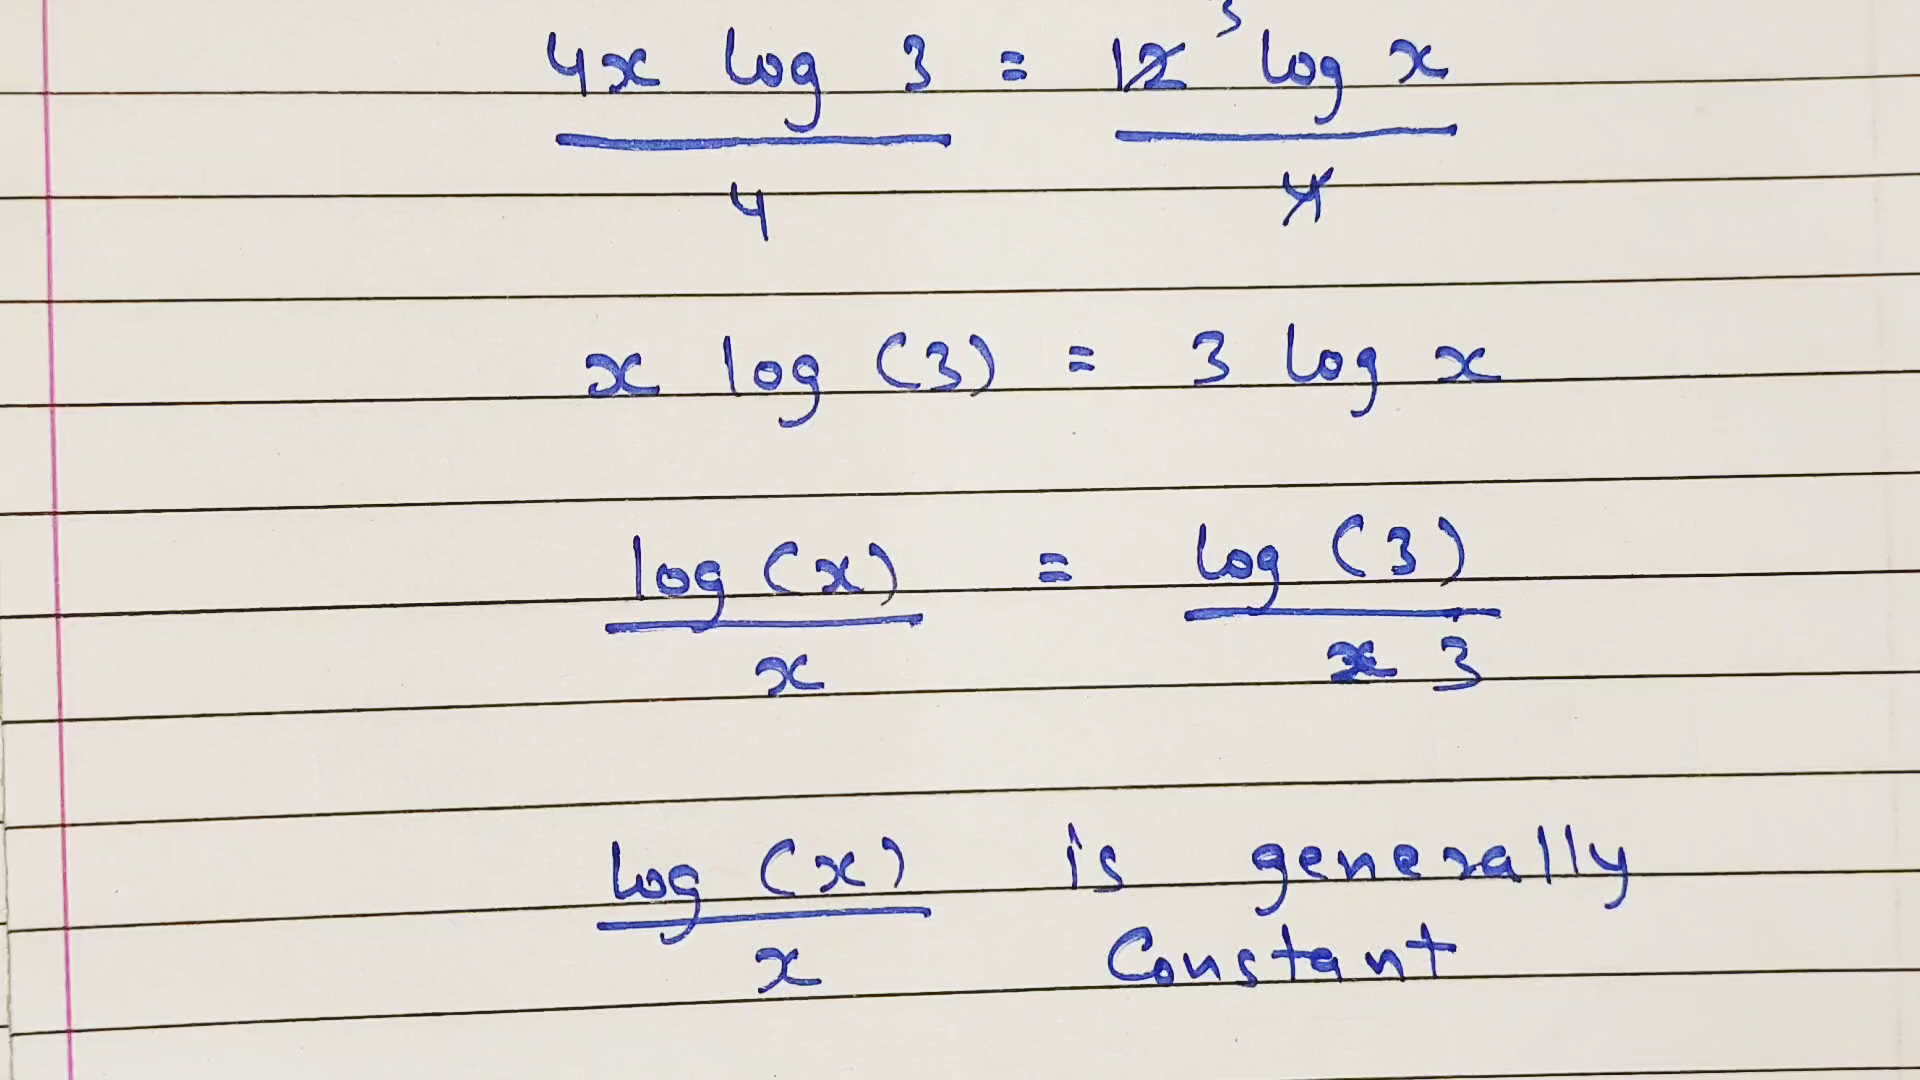 4x log 3 = 12 3 log x
4 4
x log (3) = 3 log x
log (x) = log (3)
x 3
log (x) is generally
x Constant